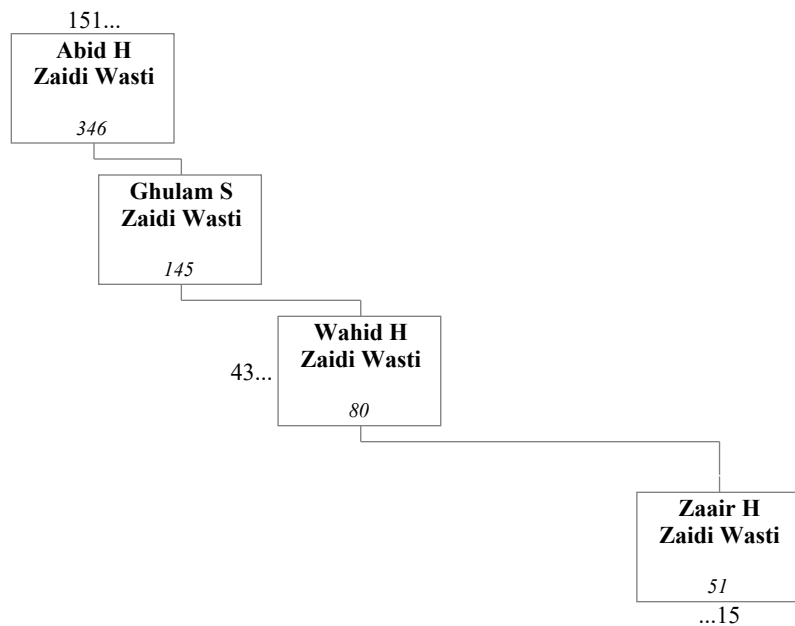 151...
Abid H
Zaidi Wasti
346
Ghulam S
Zaidi Wasti
145
Wahid H
Zaidi Wasti
43...
80
Zaair H
Zaidi Wasti
51
...15